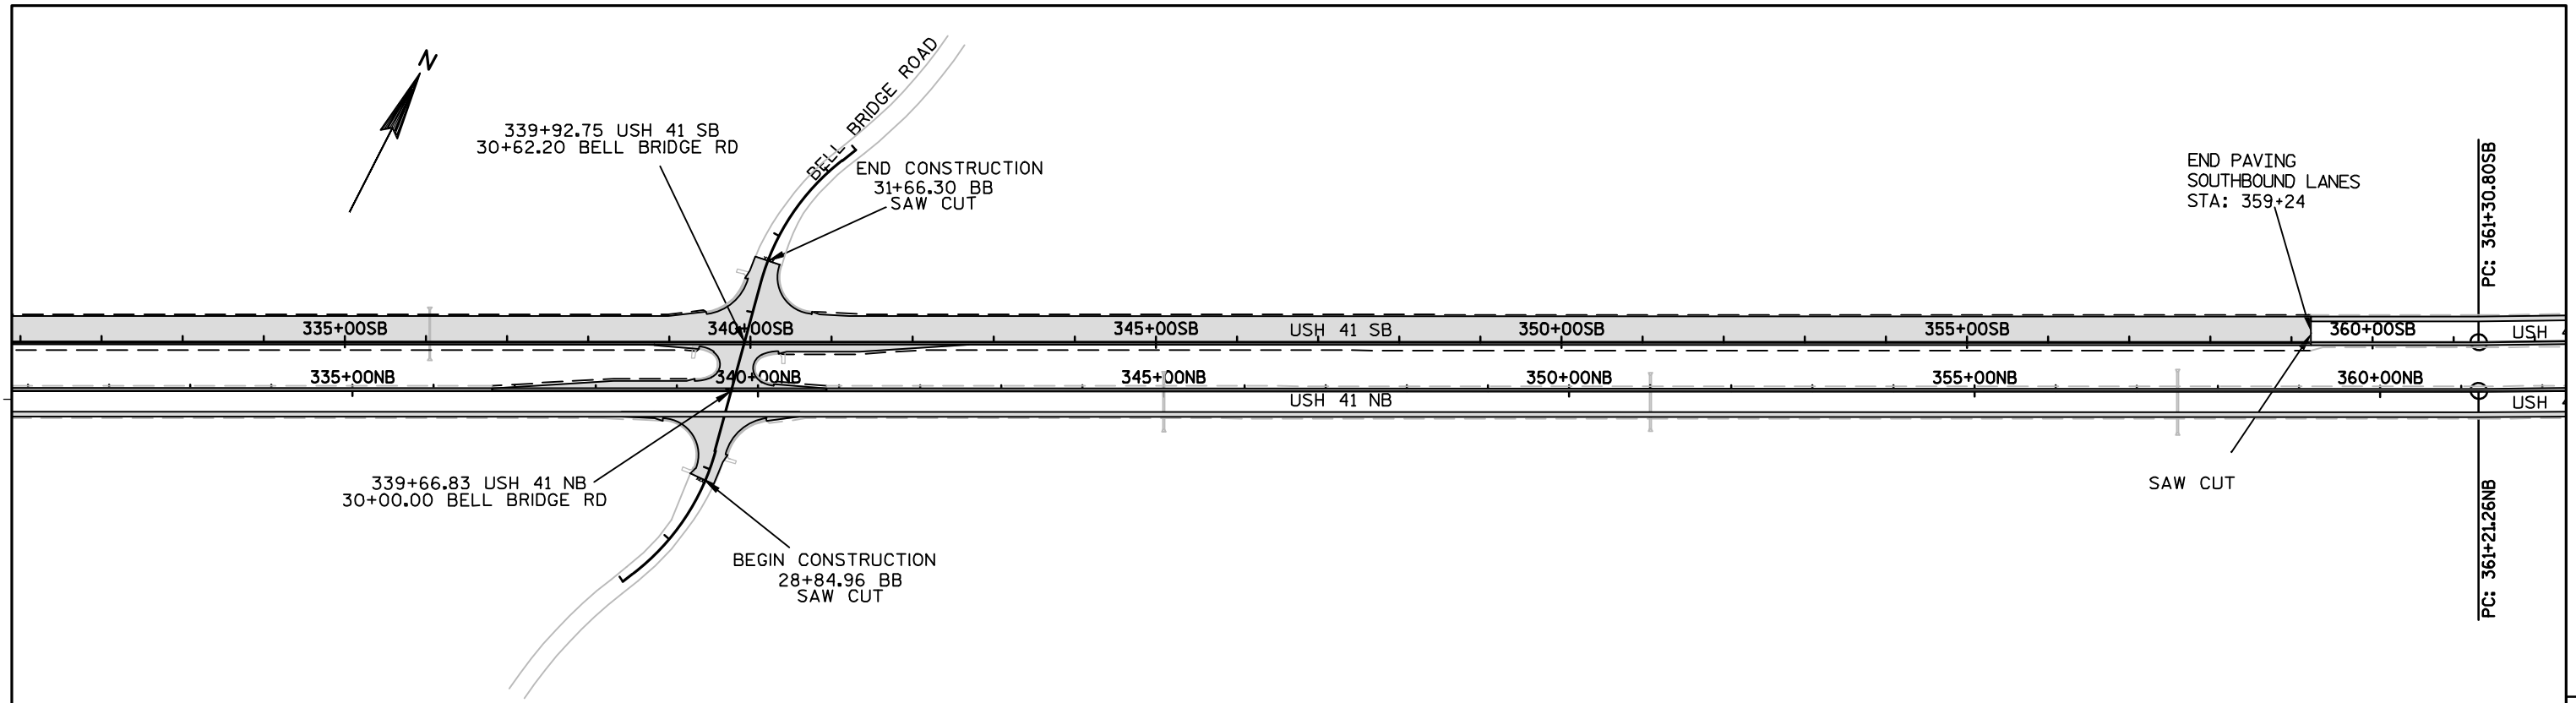 N
BELL BRIDGE ROAD
339+92.75 USH 41 SB
30+62.20 BELL BRIDGE RD
END CONSTRUCTION
31+66.30 BB
SAW CUT
END PAVING
SOUTHBOUND LANES
STA: 359+24
PC: 361+30.80SB
335+00SB
340+00SB
345+00SB
USH 41 SB
350+00SB
355+00SB
360+00SB
USH
335+00NB
340+00NB
345+00NB
350+00NB
355+00NB
360+00NB
USH 41 NB
USH
339+66.83 USH 41 NB
30+00.00 BELL BRIDGE RD
SAW CUT
PC: 361+21.26NB
BEGIN CONSTRUCTION
28+84.96 BB
SAW CUT